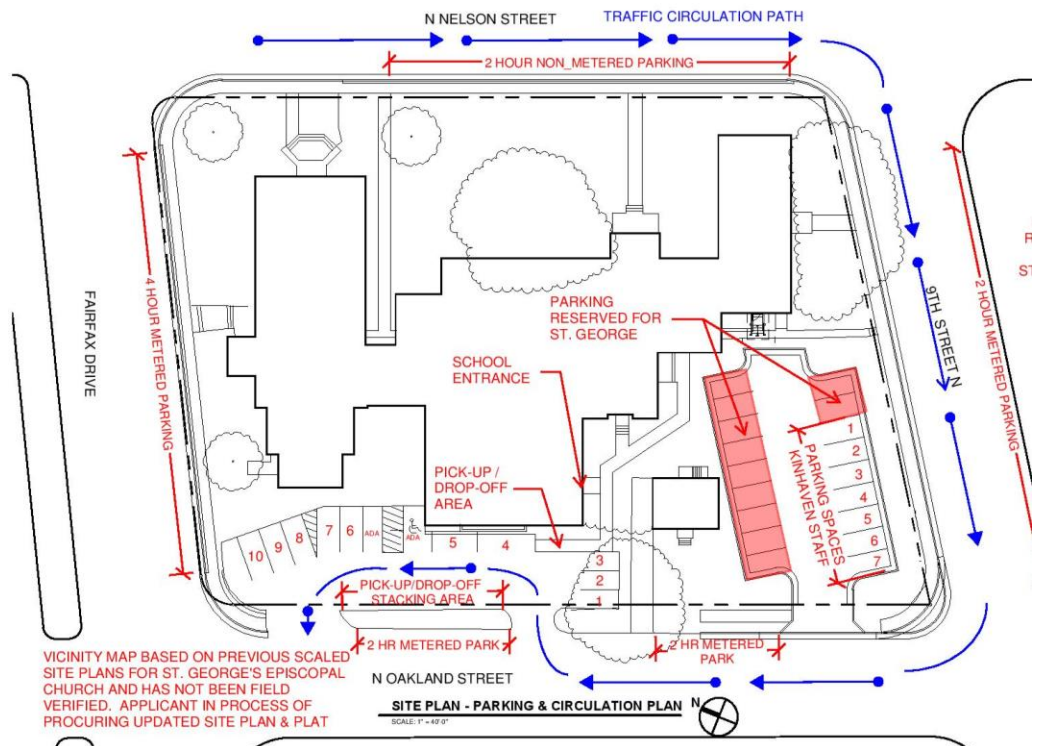 N NELSON STREET
TRAFFIC CIRCULATION PATH
2 HOUR NON_METERED PARKING
4 HOUR METERED PARKING
FAIRFAX DRIVE
PARKING
RESERVED FOR
ST. GEORGE
SCHOOL
ENTRANCE
PICK-UP /
DROP-OFF
AREA
9TH STREET N
2 HOUR METERED PARKING
R
ST
1
2
3
4
5
6
7
PARKING SPACES
KINHAVEN STAFF
10
9
8
7
6
ADA
ADA
5
4
3
2
1
PICK-UP/DROP-OFF
STACKING AREA
2 HR METERED PARK
2 HR METERED
PARK
VICINITY MAP BASED ON PREVIOUS SCALED
SITE PLANS FOR ST. GEORGE'S EPISCOPAL
CHURCH AND HAS NOT BEEN FIELD
VERIFIED. APPLICANT IN PROCESS OF
PROCURING UPDATED SITE PLAN & PLAT
N OAKLAND STREET
SITE PLAN - PARKING & CIRCULATION PLAN
N
SCALE: 1" = 40'-0"